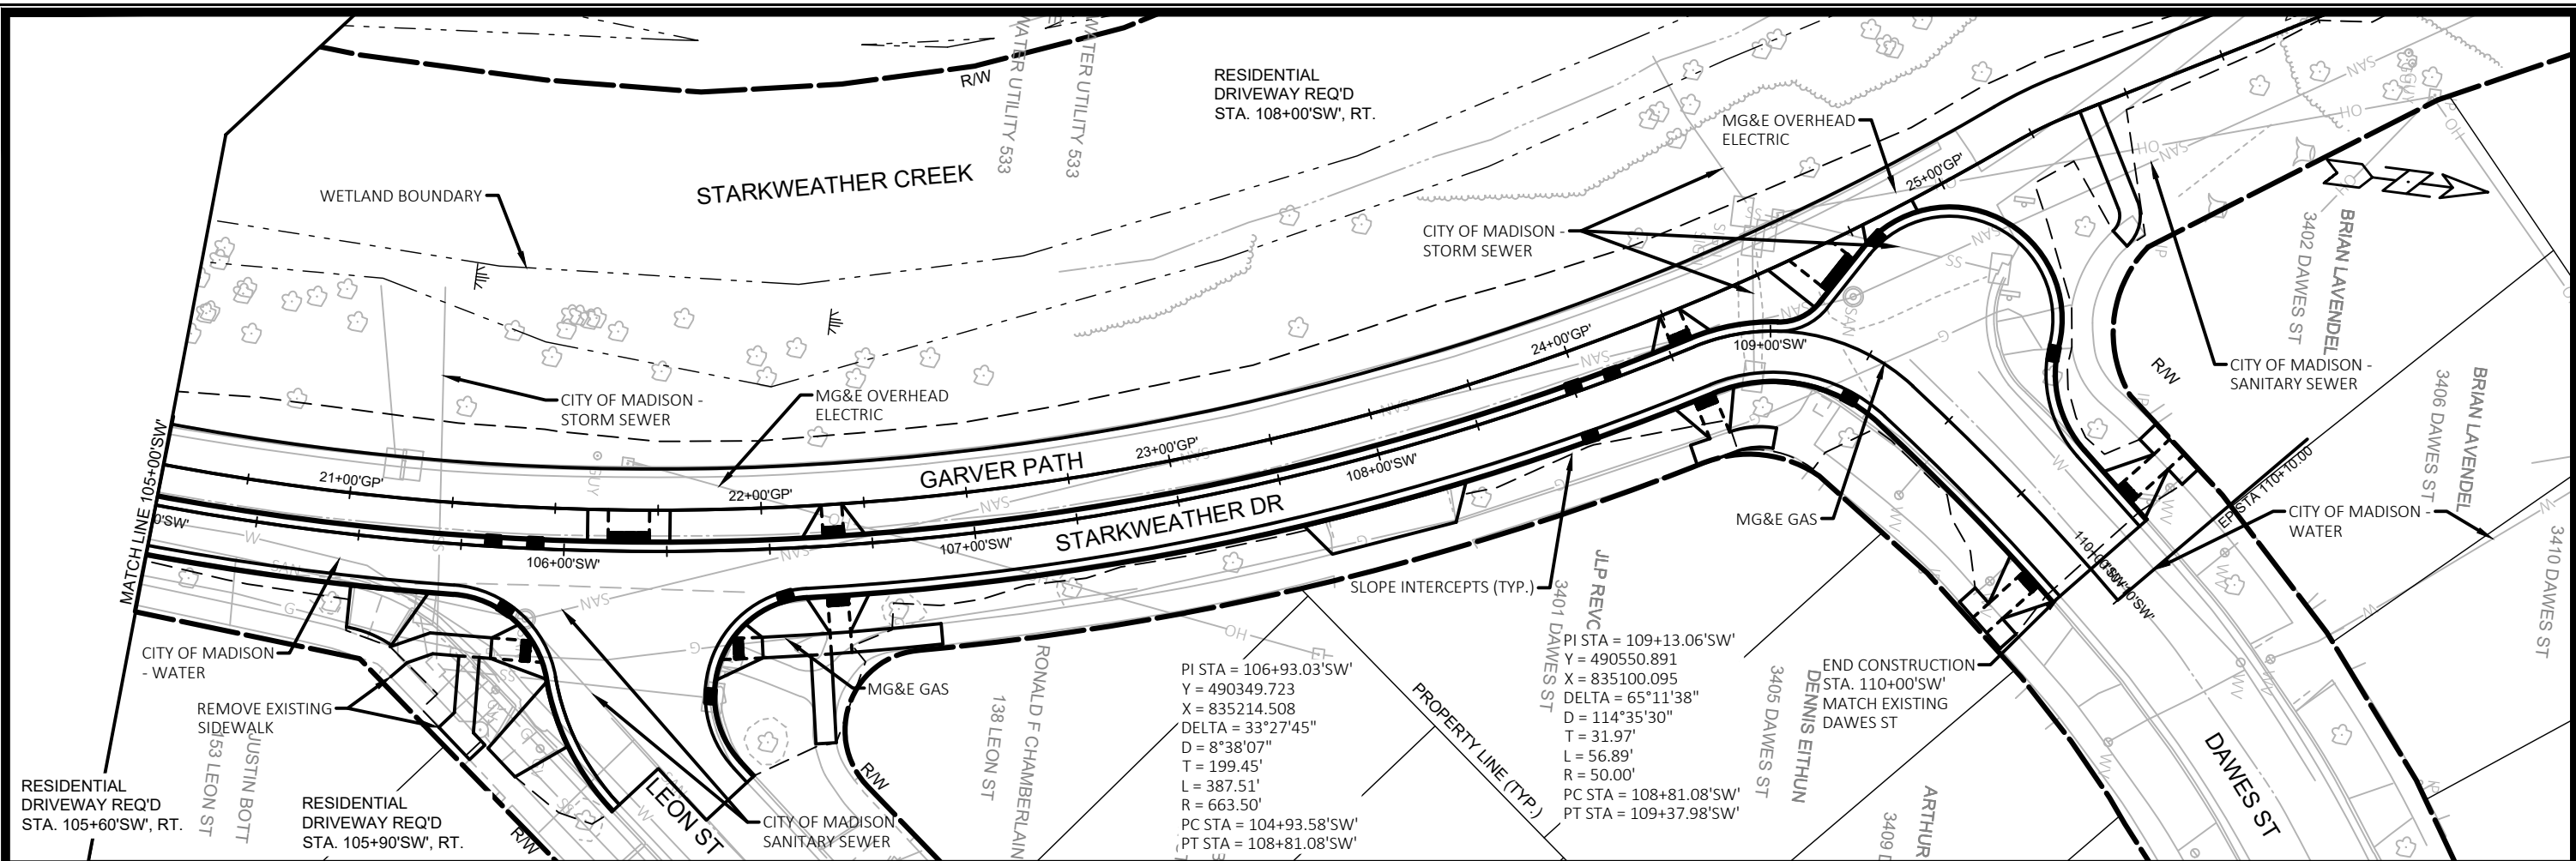 WATER UTILITY 533
WATER UTILITY 533
R/W
RESIDENTIAL
DRIVEWAY REQ'D
STA. 108+00'SW', RT.
MG&E OVERHEAD
ELECTRIC
WETLAND BOUNDARY
STARKWEATHER CREEK
CITY OF MADISON -
STORM SEWER
25+00'GP'
BRIAN LAVENDEL
3402 DAWES ST
CITY OF MADISON -
STORM SEWER
MG&E OVERHEAD
ELECTRIC
24+00'GP'
109+00'SW'
R/W
CITY OF MADISON -
SANITARY SEWER
BRIAN LAVENDEL
3406 DAWES ST
MATCH LINE 105+00'SW'
21+00'GP'
22+00'GP'
GARVER PATH
23+00'GP'
108+00'SW'
106+00'SW'
107+00'SW'
STARKWEATHER DR
MG&E GAS
EP STA 110+10.00
CITY OF MADISON -
WATER
3410 DAWES ST
110+00'SW'
SLOPE INTERCEPTS (TYP.)
JLP REVC
3401 DAWES ST
CITY OF MADISON
- WATER
REMOVE EXISTING
SIDEWALK
MG&E GAS
RONALD F CHAMBERLAIN
138 LEON ST
PI STA = 106+93.03'SW'
Y = 490349.723
X = 835214.508
DELTA = 33°27'45"
D = 8°38'07"
T = 199.45'
L = 387.51'
R = 663.50'
PC STA = 104+93.58'SW'
PT STA = 108+81.08'SW'
PROPERTY LINE (TYP.)
PI STA = 109+13.06'SW'
Y = 490550.891
X = 835100.095
DELTA = 65°11'38"
D = 114°35'30"
T = 31.97'
L = 56.89'
R = 50.00'
PC STA = 108+81.08'SW'
PT STA = 109+37.98'SW'
DENNIS EITHUN
3405 DAWES ST
END CONSTRUCTION
STA. 110+00'SW'
MATCH EXISTING
DAWES ST
DAWES ST
ARTHUR
3409 D
JUSTIN BOTT
153 LEON ST
RESIDENTIAL
DRIVEWAY REQ'D
STA. 105+60'SW', RT.
RESIDENTIAL
DRIVEWAY REQ'D
STA. 105+90'SW', RT.
R/W
LEON ST
CITY OF MADISON
SANITARY SEWER
R/W